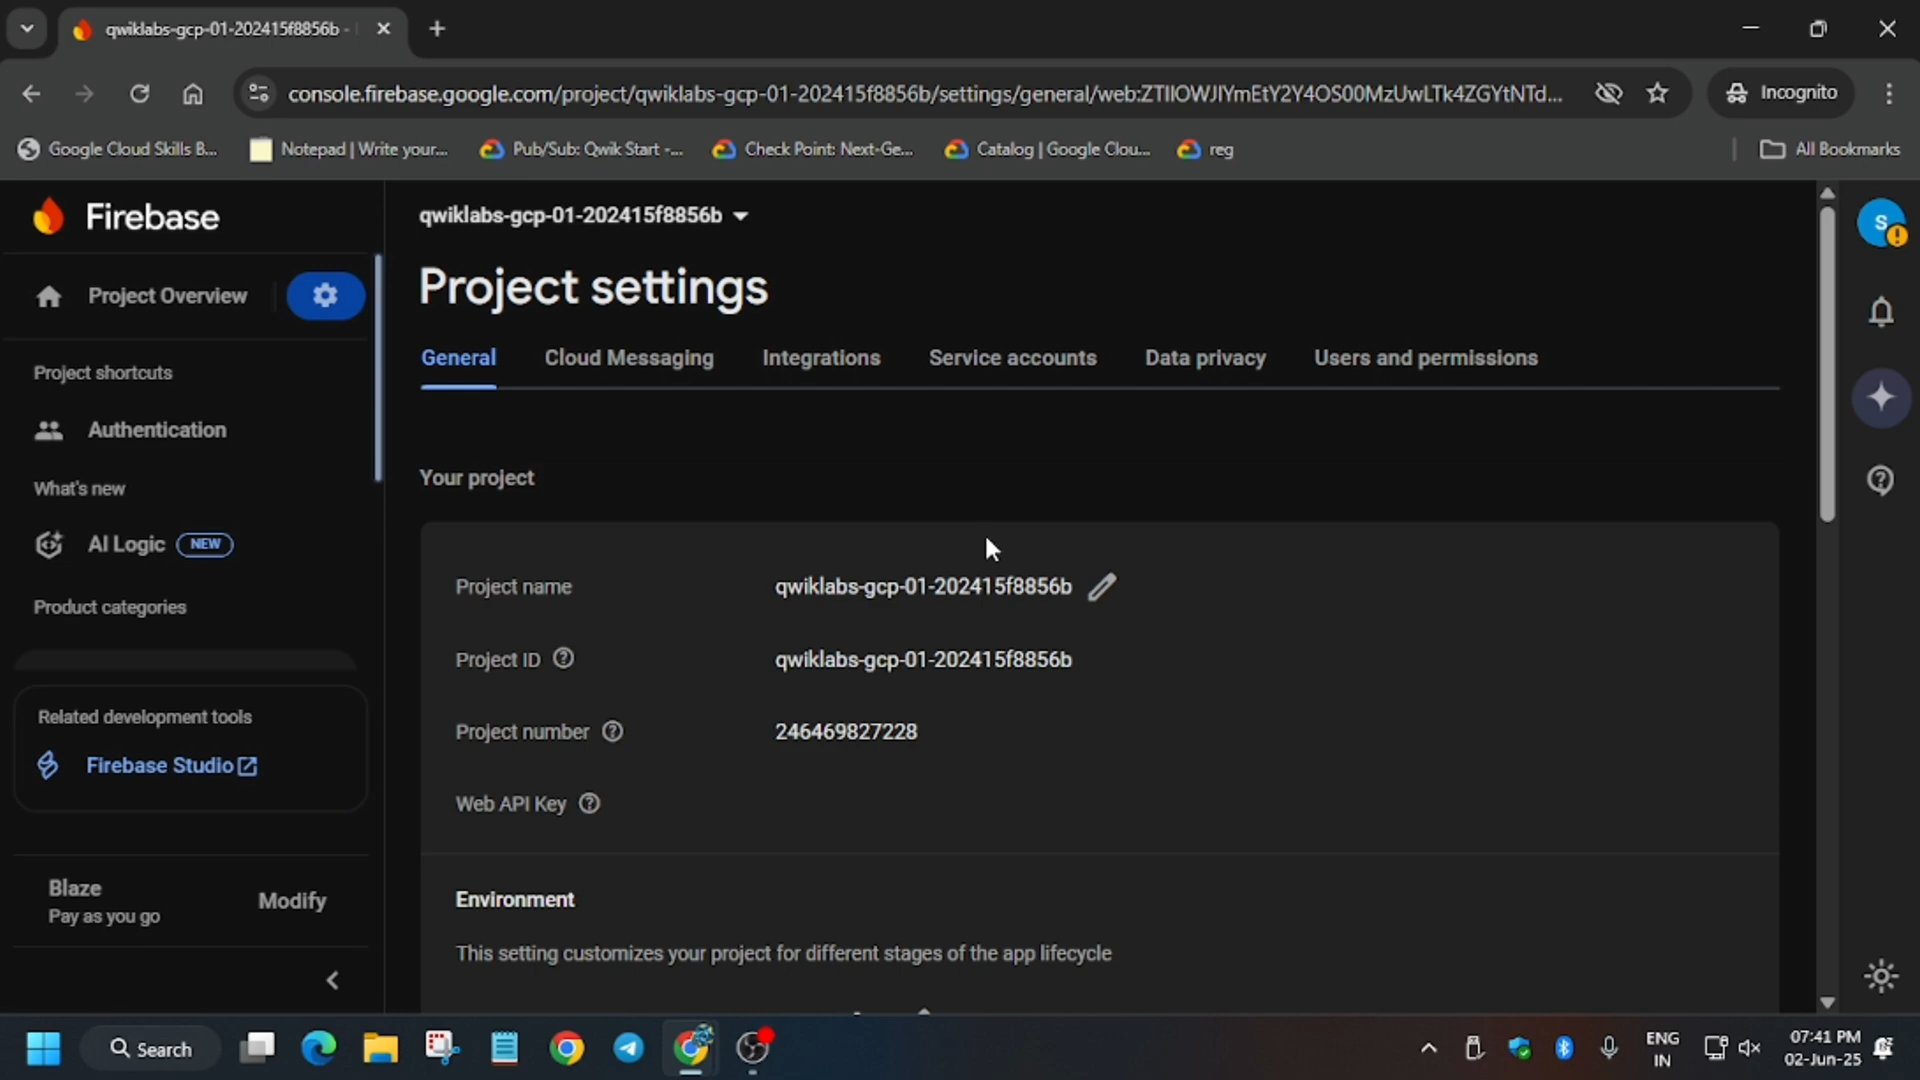 qwiklabs-gcp-01-202415f8856b -
console.firebase.google.com/project/qwiklabs-gcp-01-202415f8856b/settings/general/web:ZTIlOWJlYmEtY2Y4OS00MzUwLTk4ZGYtNTd...
Incognito
Google Cloud Skills B...
Notepad | Write your...
Pub/Sub: Qwik Start -...
Check Point: Next-Ge...
Catalog | Google Clou...
reg
All Bookmarks
Firebase
qwiklabs-gcp-01-202415f8856b
S
Project Overview
Project settings
General
Cloud Messaging
Integrations
Service accounts
Data privacy
Users and permissions
Project shortcuts
Authentication
What's new
AI Logic
NEW
Product categories
Related development tools
Firebase Studio
Blaze
Pay as you go
Modify
Your project
Project name
qwiklabs-gcp-01-202415f8856b
Project ID
qwiklabs-gcp-01-202415f8856b
Project number
246469827228
Web API Key
Environment
This setting customizes your project for different stages of the app lifecycle
Search
ENG
IN
07:41 PM
02-Jun-25